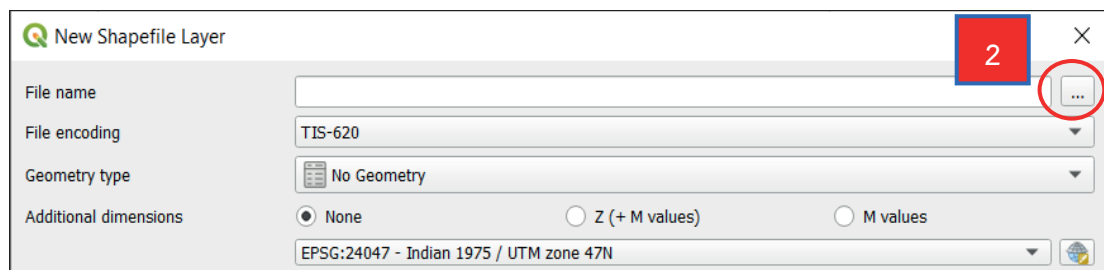 New Shapefile Layer
2
File name
...
File encoding
TIS-620
Geometry type
No Geometry
Additional dimensions
None
Z (+ M values)
M values
EPSG:24047 - Indian 1975 / UTM zone 47N